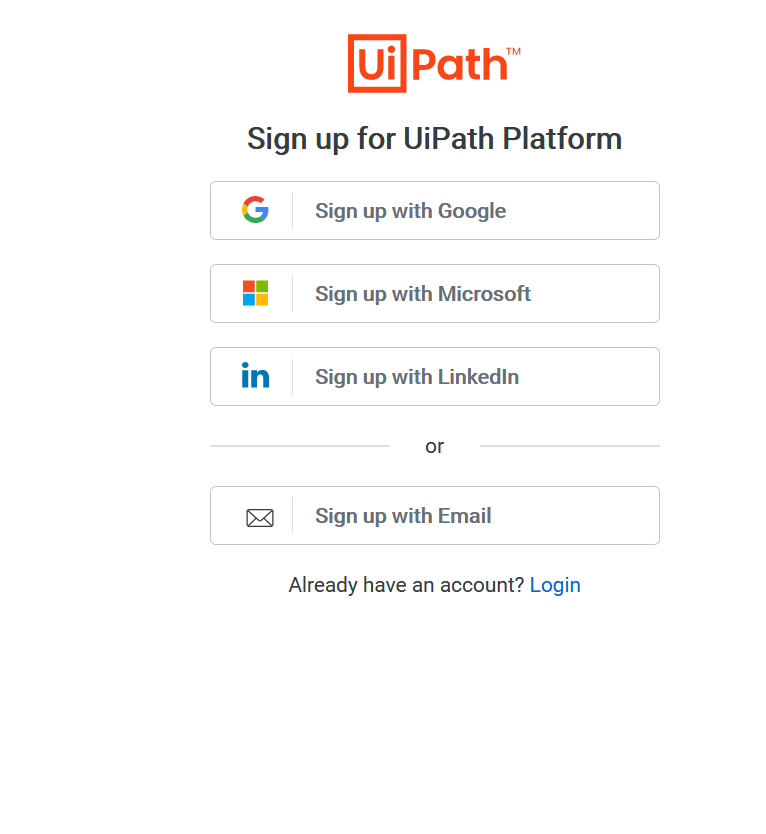 UiPath™
Sign up for UiPath Platform
Sign up with Google
Sign up with Microsoft
Sign up with LinkedIn
or
Sign up with Email
Already have an account? Login